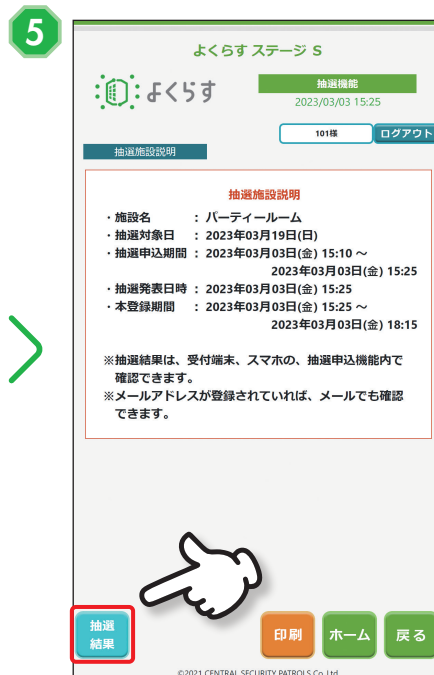 5
よくらす ステージ S
よくらす
抽選機能
2023/03/03 15:25
101様
ログアウト
抽選施設説明
抽選施設説明
・施設名 : パーティールーム
・抽選対象日 : 2023年03月19日(日)
・抽選申込期間 : 2023年03月03日(金) 15:10 ～
2023年03月03日(金) 15:25
・抽選発表日時 : 2023年03月03日(金) 15:25
・本登録期間 : 2023年03月03日(金) 15:25 ～
2023年03月03日(金) 18:15
※抽選結果は、受付端末、スマホの、抽選申込機能内で
確認できます。
※メールアドレスが登録されていれば、メールでも確認
できます。
抽選
結果
印刷
ホーム
戻る
©2021 CENTRAL SECURITY PATROLS Co.,Ltd.